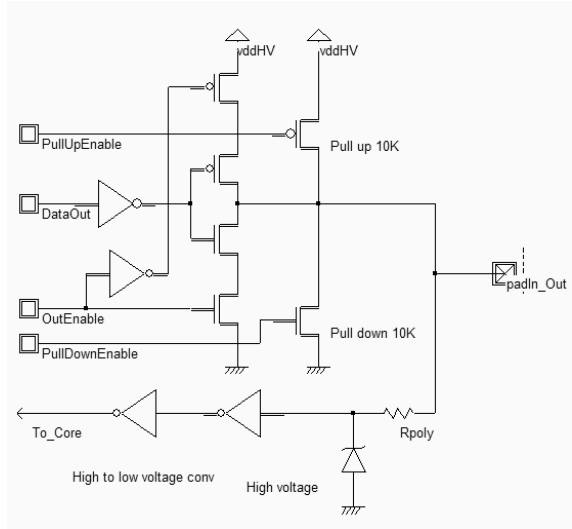 vddHV
vddHV
PullUpEnable
Pull up 10K
DataOut
padIn_Out
OutEnable
Pull down 10K
PullDownEnable
To_Core
Rpoly
High to low voltage conv
High voltage